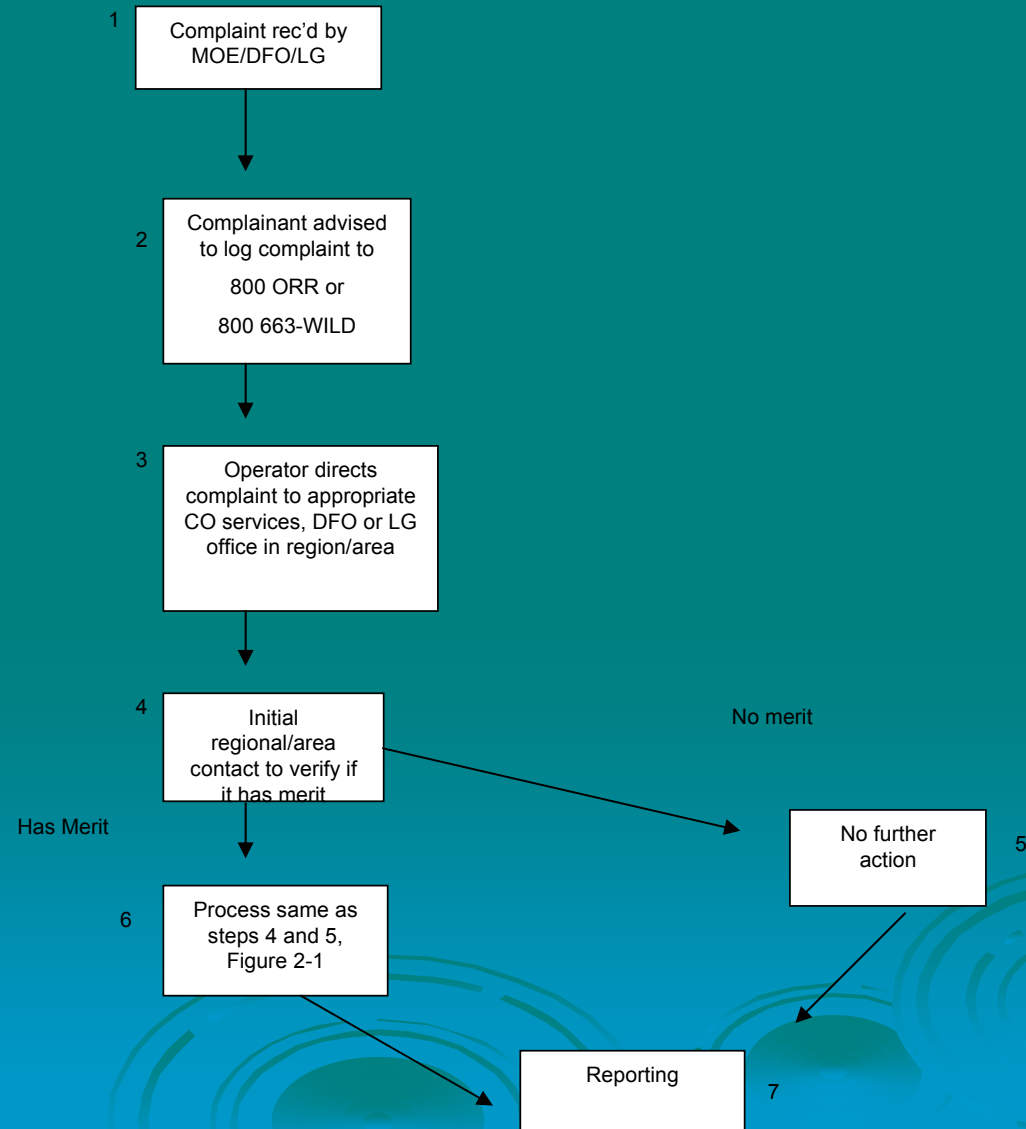 1
Complaint rec’d by
MOE/DFO/LG
2
Complainant advised
to log complaint to
800 ORR or
800 663-WILD
3
Operator directs
complaint to appropriate
CO services, DFO or LG
office in region/area
4
Initial
regional/area
contact to verify if
it has merit
No merit
Has Merit
No further
action
5
6
Process same as
steps 4 and 5,
Figure 2-1
Reporting
7